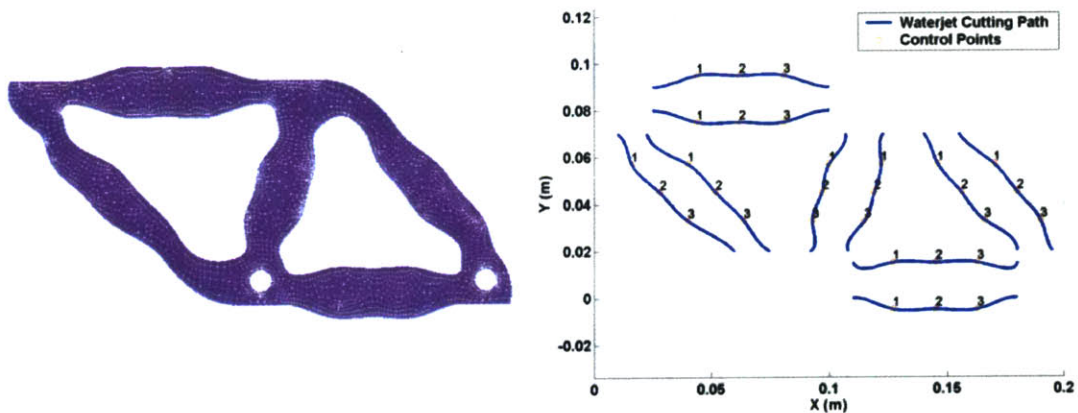 0.12
Waterjet Cutting Path
Control Points
0.1
1 2 3
0.08
1 2 3
Y (m)
0.06
1 1 1 1 1 1
2 2 2 2 2 2
0.04
3 3 3 3 3 3
0.02
1 2 3
0
1 2 3
-0.02
0 0.05 0.1 0.15 0.2
X (m)